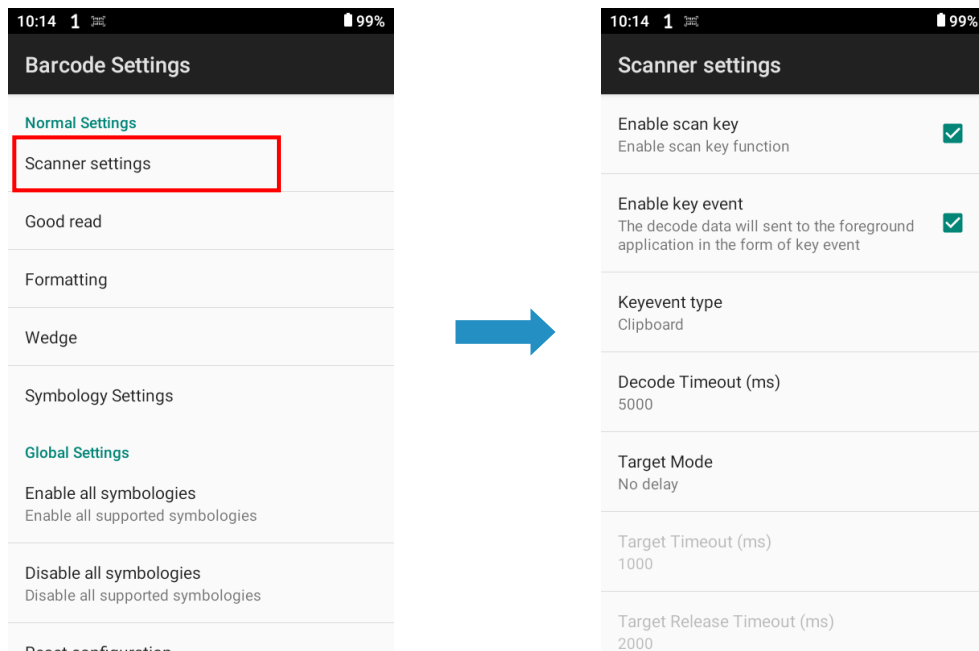 10:14 1 99%
Barcode Settings
Normal Settings
Scanner settings
Good read
Formatting
Wedge
Symbology Settings
Global Settings
Enable all symbologies
Enable all supported symbologies
Disable all symbologies
Disable all supported symbologies
Reset configuration
10:14 1 99%
Scanner settings
Enable scan key
Enable scan key function
Enable key event
The decode data will sent to the foreground
application in the form of key event
Keyevent type
Clipboard
Decode Timeout (ms)
5000
Target Mode
No delay
Target Timeout (ms)
1000
Target Release Timeout (ms)
2000